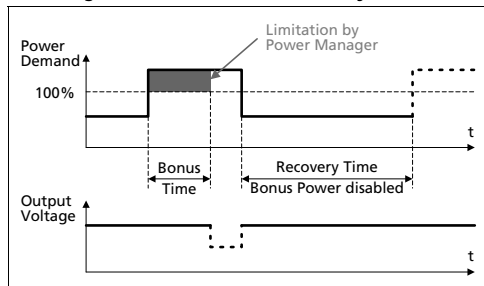 Limitation by
Power Manager
Power
Demand
100%
t
Bonus
Time
Recovery Time
Bonus Power disabled
Output
Voltage
t